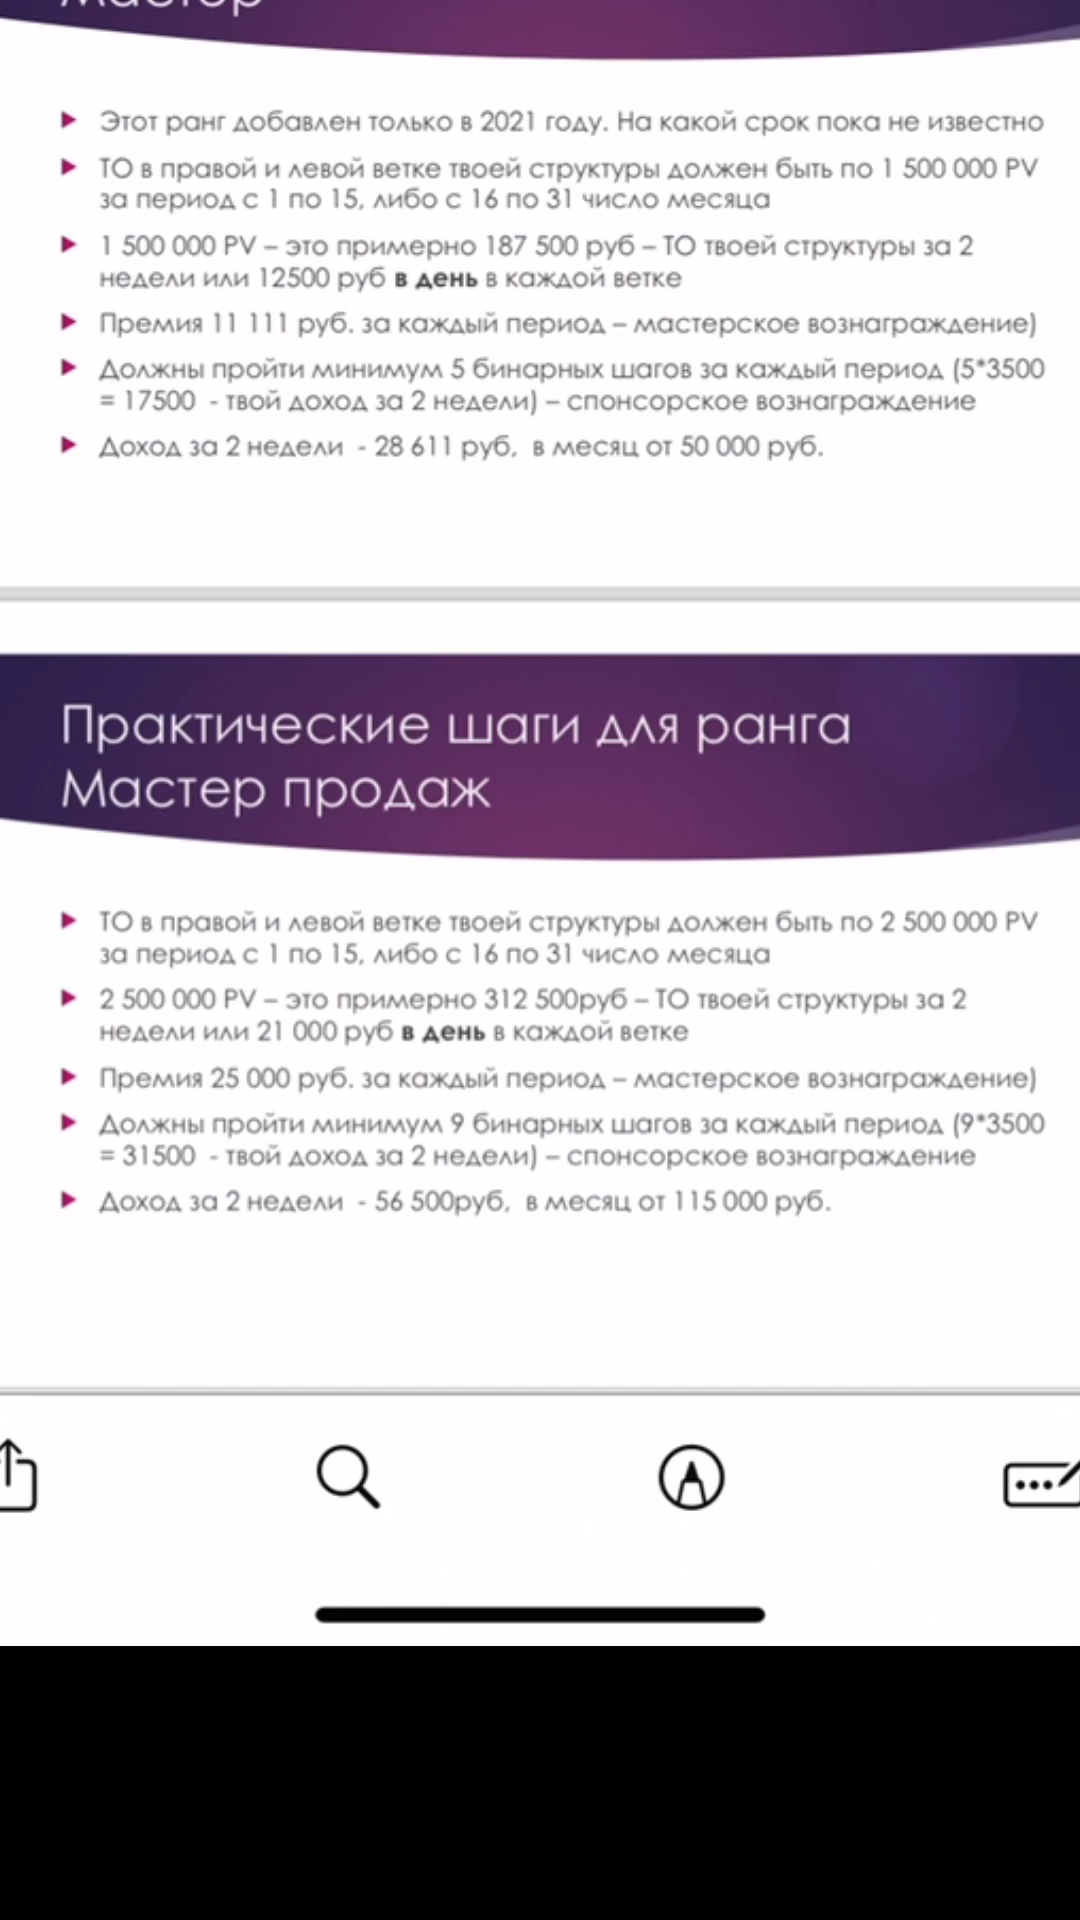 Мастер
Этот ранг добавлен только в 2021 году. На какой срок пока не известно
ТО в правой и левой ветке твоей структуры должен быть по 1 500 000 PV
за период с 1 по 15, либо с 16 по 31 число месяца
1 500 000 PV – это примерно 187 500 руб – ТО твоей структуры за 2
недели или 12500 руб в день в каждой ветке
Премия 11 111 руб. за каждый период – мастерское вознаграждение)
Должны пройти минимум 5 бинарных шагов за каждый период (5*3500
= 17500 - твой доход за 2 недели) – спонсорское вознаграждение
Доход за 2 недели - 28 611 руб, в месяц от 50 000 руб.
Практические шаги для ранга
Мастер продаж
ТО в правой и левой ветке твоей структуры должен быть по 2 500 000 PV
за период с 1 по 15, либо с 16 по 31 число месяца
2 500 000 PV – это примерно 312 500руб – ТО твоей структуры за 2
недели или 21 000 руб в день в каждой ветке
Премия 25 000 руб. за каждый период – мастерское вознаграждение)
Должны пройти минимум 9 бинарных шагов за каждый период (9*3500
= 31500 - твой доход за 2 недели) – спонсорское вознаграждение
Доход за 2 недели - 56 500руб, в месяц от 115 000 руб.